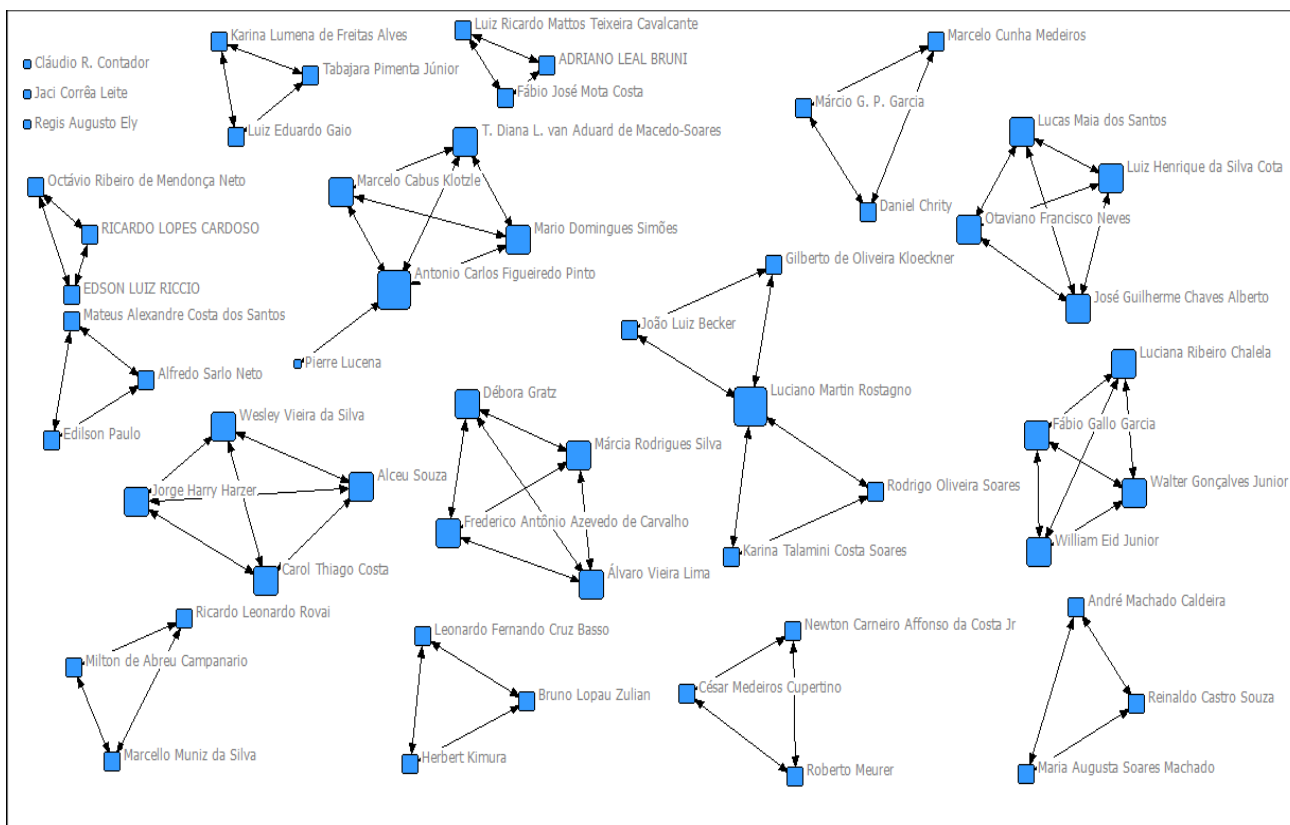 Karina Lumena de Freitas Alves
Luiz Ricardo Mattos Teixeira Cavalcante
Marcelo Cunha Medeiros
Cláudio R. Contador
Tabajara Pimenta Júnior
ADRIANO LEAL BRUNI
Jaci Corrêa Leite
Fábio José Mota Costa
Márcio G. P. Garcia
Regis Augusto Ely
Luiz Eduardo Gaio
T. Diana L. van Aduard de Macedo-Soares
Lucas Maia dos Santos
Luiz Henrique da Silva Cota
Octávio Ribeiro de Mendonça Neto
Marcelo Cabus Klotzle
Daniel Chrity
Otaviano Francisco Neves
RICARDO LOPES CARDOSO
Mario Domingues Simões
Gilberto de Oliveira Kloeckner
Antonio Carlos Figueiredo Pinto
EDSON LUIZ RICCIO
José Guilherme Chaves Alberto
Mateus Alexandre Costa dos Santos
João Luiz Becker
Pierre Lucena
Luciana Ribeiro Chalela
Alfredo Sarlo Neto
Débora Gratz
Luciano Martin Rostagno
Wesley Vieira da Silva
Fábio Gallo Garcia
Edilson Paulo
Márcia Rodrigues Silva
Alceu Souza
Rodrigo Oliveira Soares
Walter Gonçalves Junior
Jorge Harry Harzer
Frederico Antônio Azevedo de Carvalho
William Eid Junior
Karina Talamini Costa Soares
Carol Thiago Costa
Álvaro Vieira Lima
André Machado Caldeira
Ricardo Leonardo Rovai
Leonardo Fernando Cruz Basso
Newton Carneiro Affonso da Costa Jr
Milton de Abreu Campanario
César Medeiros Cupertino
Bruno Lopau Zulian
Reinaldo Castro Souza
Marcello Muniz da Silva
Herbert Kimura
Roberto Meurer
Maria Augusta Soares Machado